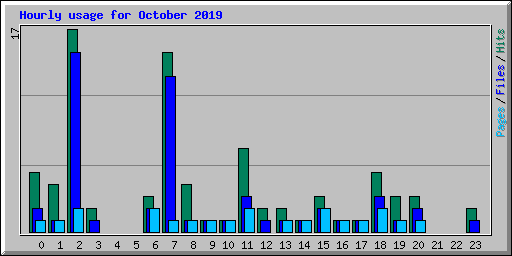 Hourly usage for October 2019
17
Pages/Files/Hits
0 1 2 3 4 5 6 7 8 9 10 11 12 13 14 15 16 17 18 19 20 21 22 23